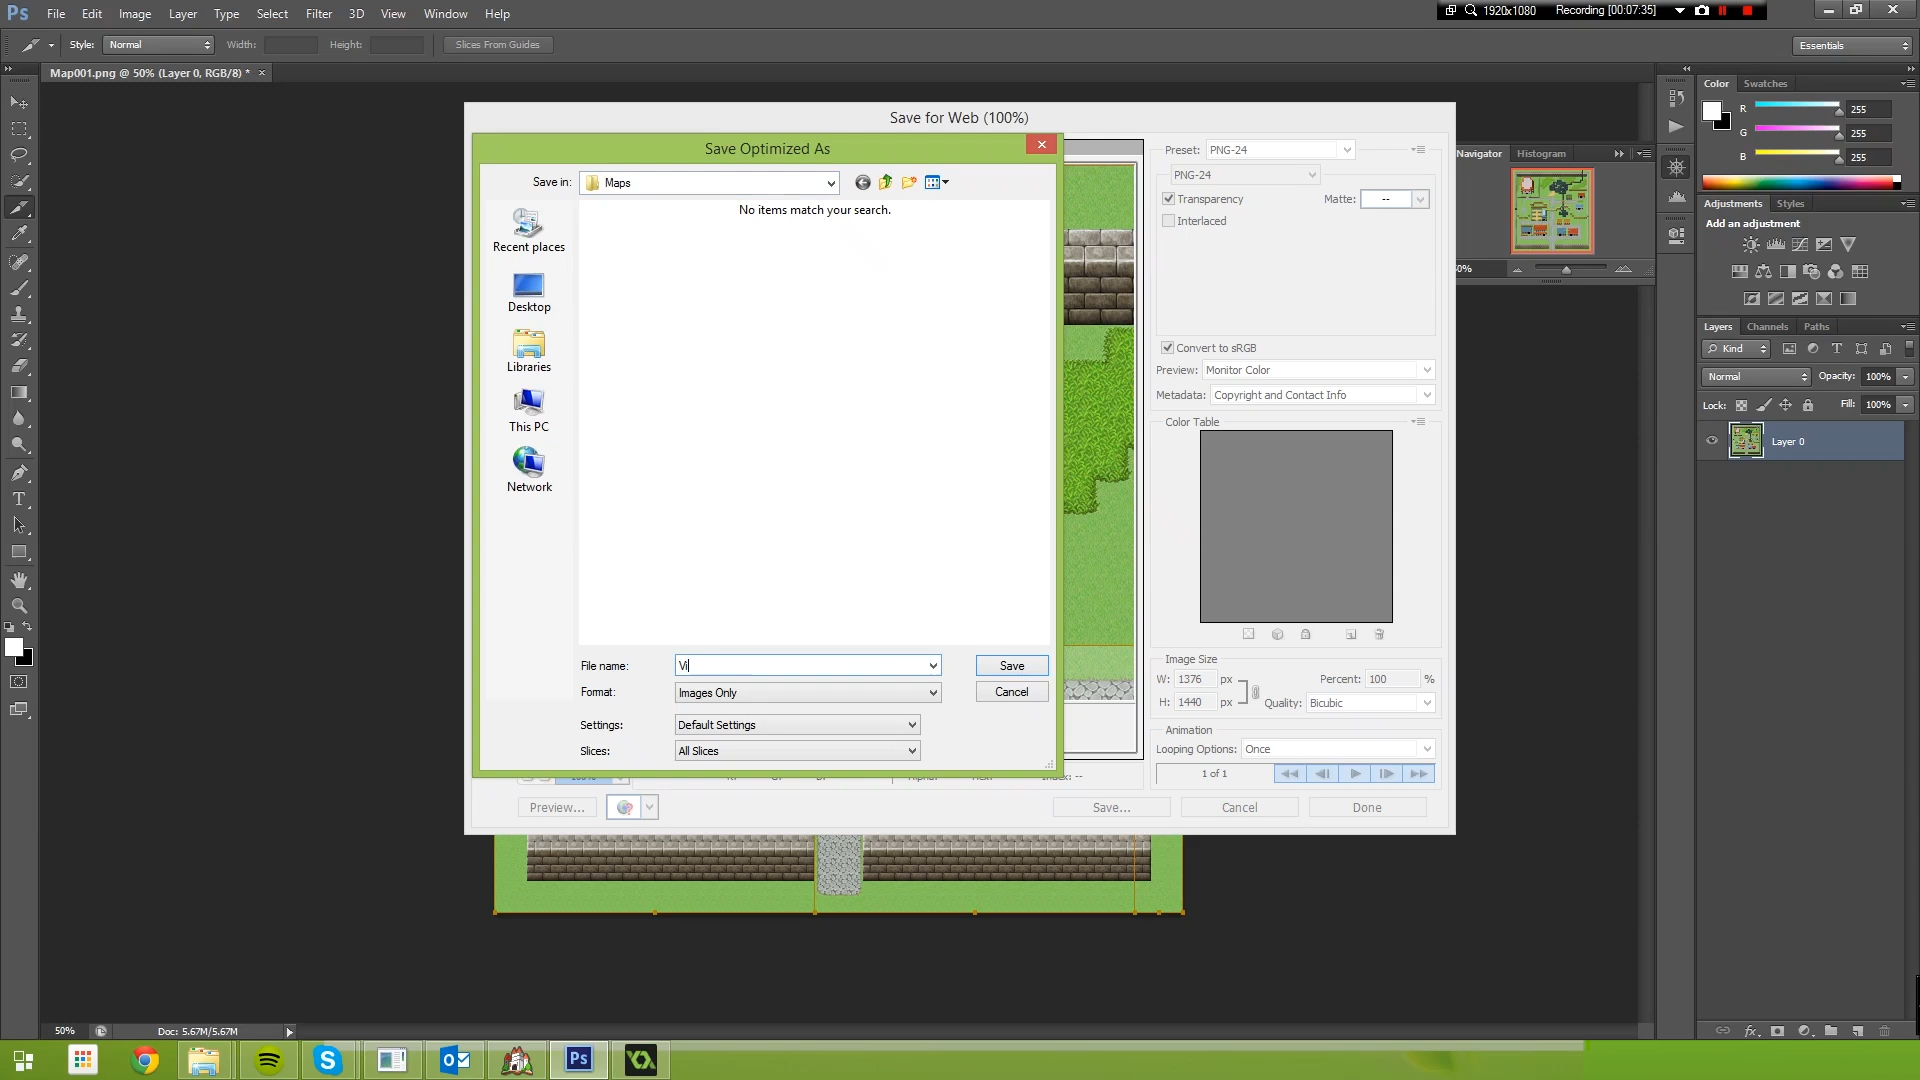 Ps File Edit Image Layer Type Select Filter 3D View Window Help
1920x1080 Recording [00:07:35]
Style: Normal Width: Height: Slices From Guides Essentials
Map001.png @ 50% (Layer 0, RGB/8) * ×
Save for Web (100%)
Save Optimized As
Save in: Maps
No items match your search.
Recent places
Desktop
Libraries
This PC
Network
File name: Vi
Save
Format: Images Only
Cancel
Settings: Default Settings
Slices: All Slices
Preset: PNG-24
PNG-24
Transparency Matte: --
Interlaced
Convert to sRGB
Preview: Monitor Color
Metadata: Copyright and Contact Info
Color Table
Image Size
W: 1376 px Percent: 100 %
H: 1440 px Quality: Bicubic
Animation
Looping Options: Once
1 of 1
Preview... Save... Cancel Done
Navigator Histogram
Color Swatches
R 255
G 255
B 255
Adjustments Styles
Add an adjustment
Layers Channels Paths
Kind
Normal Opacity: 100%
Lock: Fill: 100%
Layer 0
50% Doc: 5.67M/5.67M
Ps